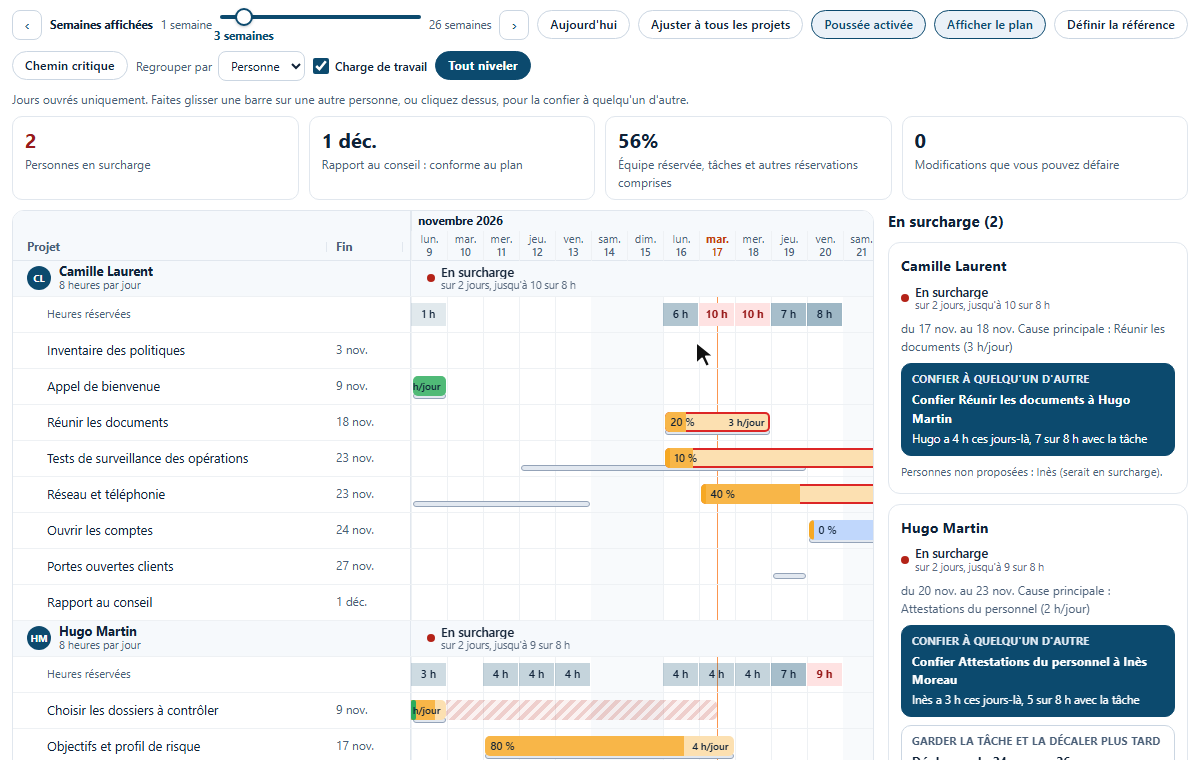 ‹ Semaines affichées 1 semaine 26 semaines › Aujourd'hui Ajuster à tous les projets Poussée activée Afficher le plan Définir la référence
3 semaines
Chemin critique Regrouper par Personne Charge de travail Tout niveler
Jours ouvrés uniquement. Faites glisser une barre sur une autre personne, ou cliquez dessus, pour la confier à quelqu'un d'autre.
2
Personnes en surcharge
1 déc.
Rapport au conseil : conforme au plan
56%
Équipe réservée, tâches et autres réservations
comprises
0
Modifications que vous pouvez défaire
novembre 2026
Projet Fin
lun. mar. mer. jeu. ven. sam. dim. lun. mar. mer. jeu. ven. sam.
9 10 11 12 13 14 15 16 17 18 19 20 21
CL Camille Laurent
8 heures par jour
En surcharge
sur 2 jours, jusqu'à 10 sur 8 h
Heures réservées 1 h 6 h 10 h 10 h 7 h 8 h
Inventaire des politiques 3 nov.
Appel de bienvenue 9 nov. h/jour
Réunir les documents 18 nov. 20 % 3 h/jour
Tests de surveillance des opérations 23 nov. 10 %
Réseau et téléphonie 23 nov. 40 %
Ouvrir les comptes 24 nov. 0 %
Portes ouvertes clients 27 nov.
Rapport au conseil 1 déc.
HM Hugo Martin
8 heures par jour
En surcharge
sur 2 jours, jusqu'à 9 sur 8 h
Heures réservées 3 h 4 h 4 h 4 h 4 h 4 h 4 h 7 h 9 h
Choisir les dossiers à contrôler 9 nov. h/jour
Objectifs et profil de risque 17 nov. 80 % 4 h/jour
En surcharge (2)
Camille Laurent
En surcharge
sur 2 jours, jusqu'à 10 sur 8 h
du 17 nov. au 18 nov. Cause principale : Réunir les
documents (3 h/jour)
CONFIER À QUELQU'UN D'AUTRE
Confier Réunir les documents à Hugo
Martin
Hugo a 4 h ces jours-là, 7 sur 8 h avec la tâche
Personnes non proposées : Inès (serait en surcharge).
Hugo Martin
En surcharge
sur 2 jours, jusqu'à 9 sur 8 h
du 20 nov. au 23 nov. Cause principale :
Attestations du personnel (2 h/jour)
CONFIER À QUELQU'UN D'AUTRE
Confier Attestations du personnel à Inès
Moreau
Inès a 3 h ces jours-là, 5 sur 8 h avec la tâche
GARDER LA TÂCHE ET LA DÉCALER PLUS TARD